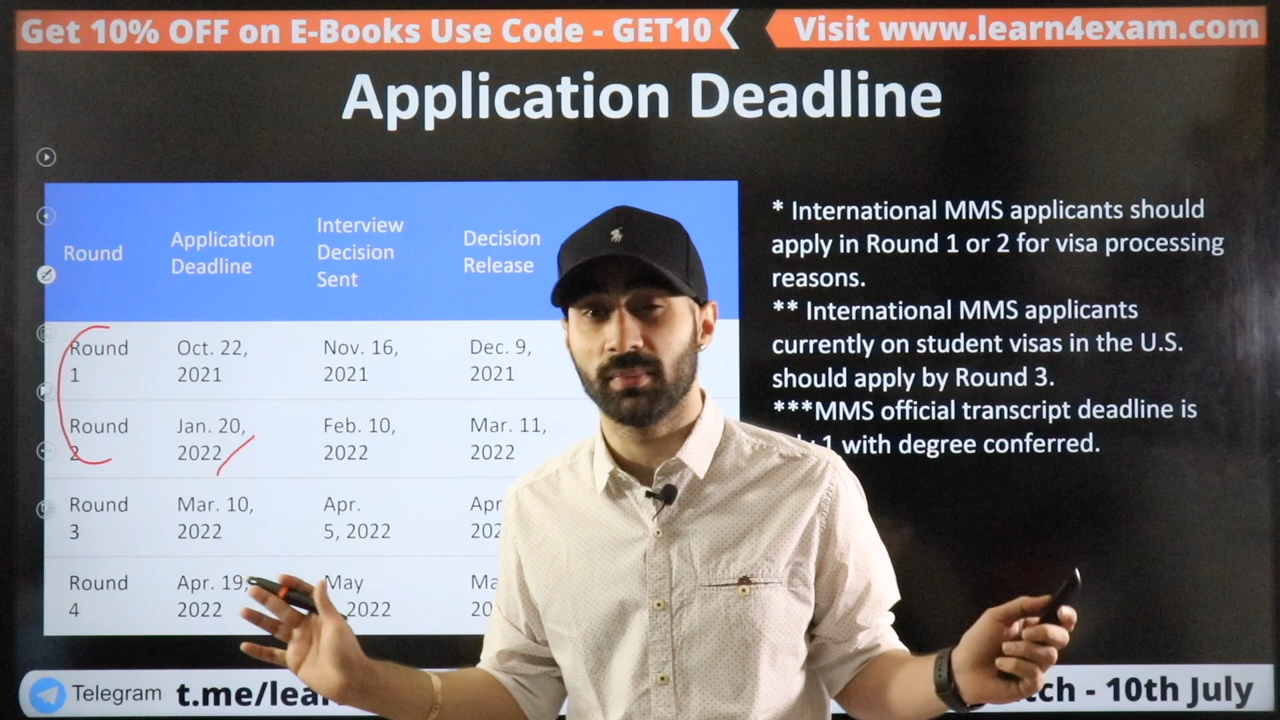 Get 10% OFF on E-Books Use Code - GET10
Visit www.learn4exam.com
Application Deadline
Round
Application
Deadline
Interview
Decision
Sent
Decision
Release
Round
1
Oct. 22,
2021
Nov. 16,
2021
Dec. 9,
2021
Round
2
Jan. 20,
2022
Feb. 10,
2022
Mar. 11,
2022
Round
3
Mar. 10,
2022
Apr.
5, 2022
Round
4
Apr. 19,
2022
May
2022
* International MMS applicants should
apply in Round 1 or 2 for visa processing
reasons.
** International MMS applicants
currently on student visas in the U.S.
should apply by Round 3.
***MMS official transcript deadline is
1 with degree conferred.
Telegram
- 10th July